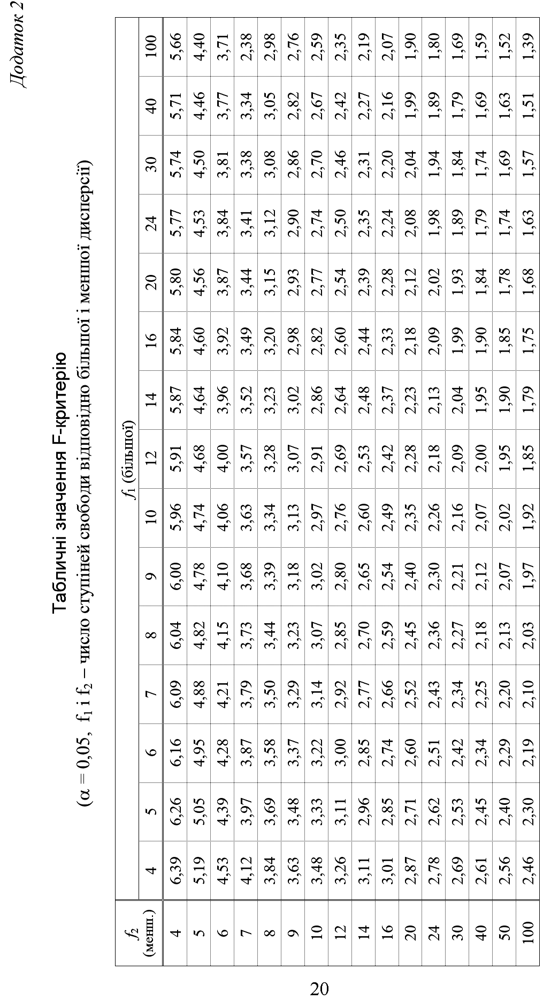 Додаток 2
Табличні значення F-критерію
(α = 0,05, f₁ і f₂ – число ступіней свободи відповідно більшої і менної дисперсії)
f₂ (менш.) f₁ (більшої)
4 5 6 7 8 9 10 12 14 16 20 24 30 40 100
4 6,39 6,26 6,16 6,09 6,04 6,00 5,96 5,91 5,87 5,84 5,80 5,77 5,74 5,71 5,66
5 5,19 5,05 4,95 4,88 4,82 4,78 4,74 4,68 4,64 4,60 4,56 4,53 4,50 4,46 4,40
6 4,53 4,39 4,28 4,21 4,15 4,10 4,06 4,00 3,96 3,92 3,87 3,84 3,81 3,77 3,71
7 4,12 3,97 3,87 3,79 3,73 3,68 3,63 3,57 3,52 3,49 3,44 3,41 3,38 3,34 2,38
8 3,84 3,69 3,58 3,50 3,44 3,39 3,34 3,28 3,23 3,20 3,15 3,12 3,08 3,05 2,98
9 3,63 3,48 3,37 3,29 3,23 3,18 3,13 3,07 3,02 2,98 2,93 2,90 2,86 2,82 2,76
10 3,48 3,33 3,22 3,14 3,07 3,02 2,97 2,91 2,86 2,82 2,77 2,74 2,70 2,67 2,59
12 3,26 3,11 3,00 2,92 2,85 2,80 2,76 2,69 2,64 2,60 2,54 2,50 2,46 2,42 2,35
14 3,11 2,96 2,85 2,77 2,70 2,65 2,60 2,53 2,48 2,44 2,39 2,35 2,31 2,27 2,19
16 3,01 2,85 2,74 2,66 2,59 2,54 2,49 2,42 2,37 2,33 2,28 2,24 2,20 2,16 2,07
20 2,87 2,71 2,60 2,52 2,45 2,40 2,35 2,28 2,23 2,18 2,12 2,08 2,04 1,99 1,90
24 2,78 2,62 2,51 2,43 2,36 2,30 2,26 2,18 2,13 2,09 2,02 1,98 1,94 1,89 1,80
30 2,69 2,53 2,42 2,34 2,27 2,21 2,16 2,09 2,04 1,99 1,93 1,89 1,84 1,79 1,69
40 2,61 2,45 2,34 2,25 2,18 2,12 2,07 2,00 1,95 1,90 1,84 1,79 1,74 1,69 1,59
50 2,56 2,40 2,29 2,20 2,13 2,07 2,02 1,95 1,90 1,85 1,78 1,74 1,69 1,63 1,52
100 2,46 2,30 2,19 2,10 2,03 1,97 1,92 1,85 1,79 1,75 1,68 1,63 1,57 1,51 1,39
20